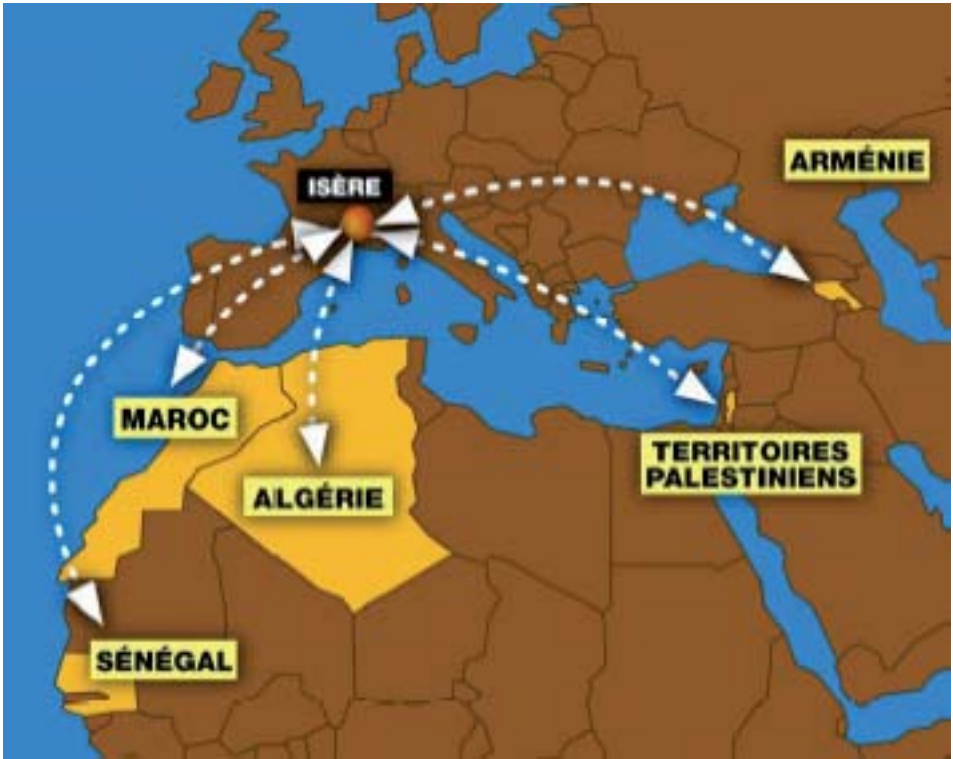 ARMÉNIE
ISÈRE
MAROC
TERRITOIRES
PALESTINIENS
ALGÉRIE
SÉNÉGAL